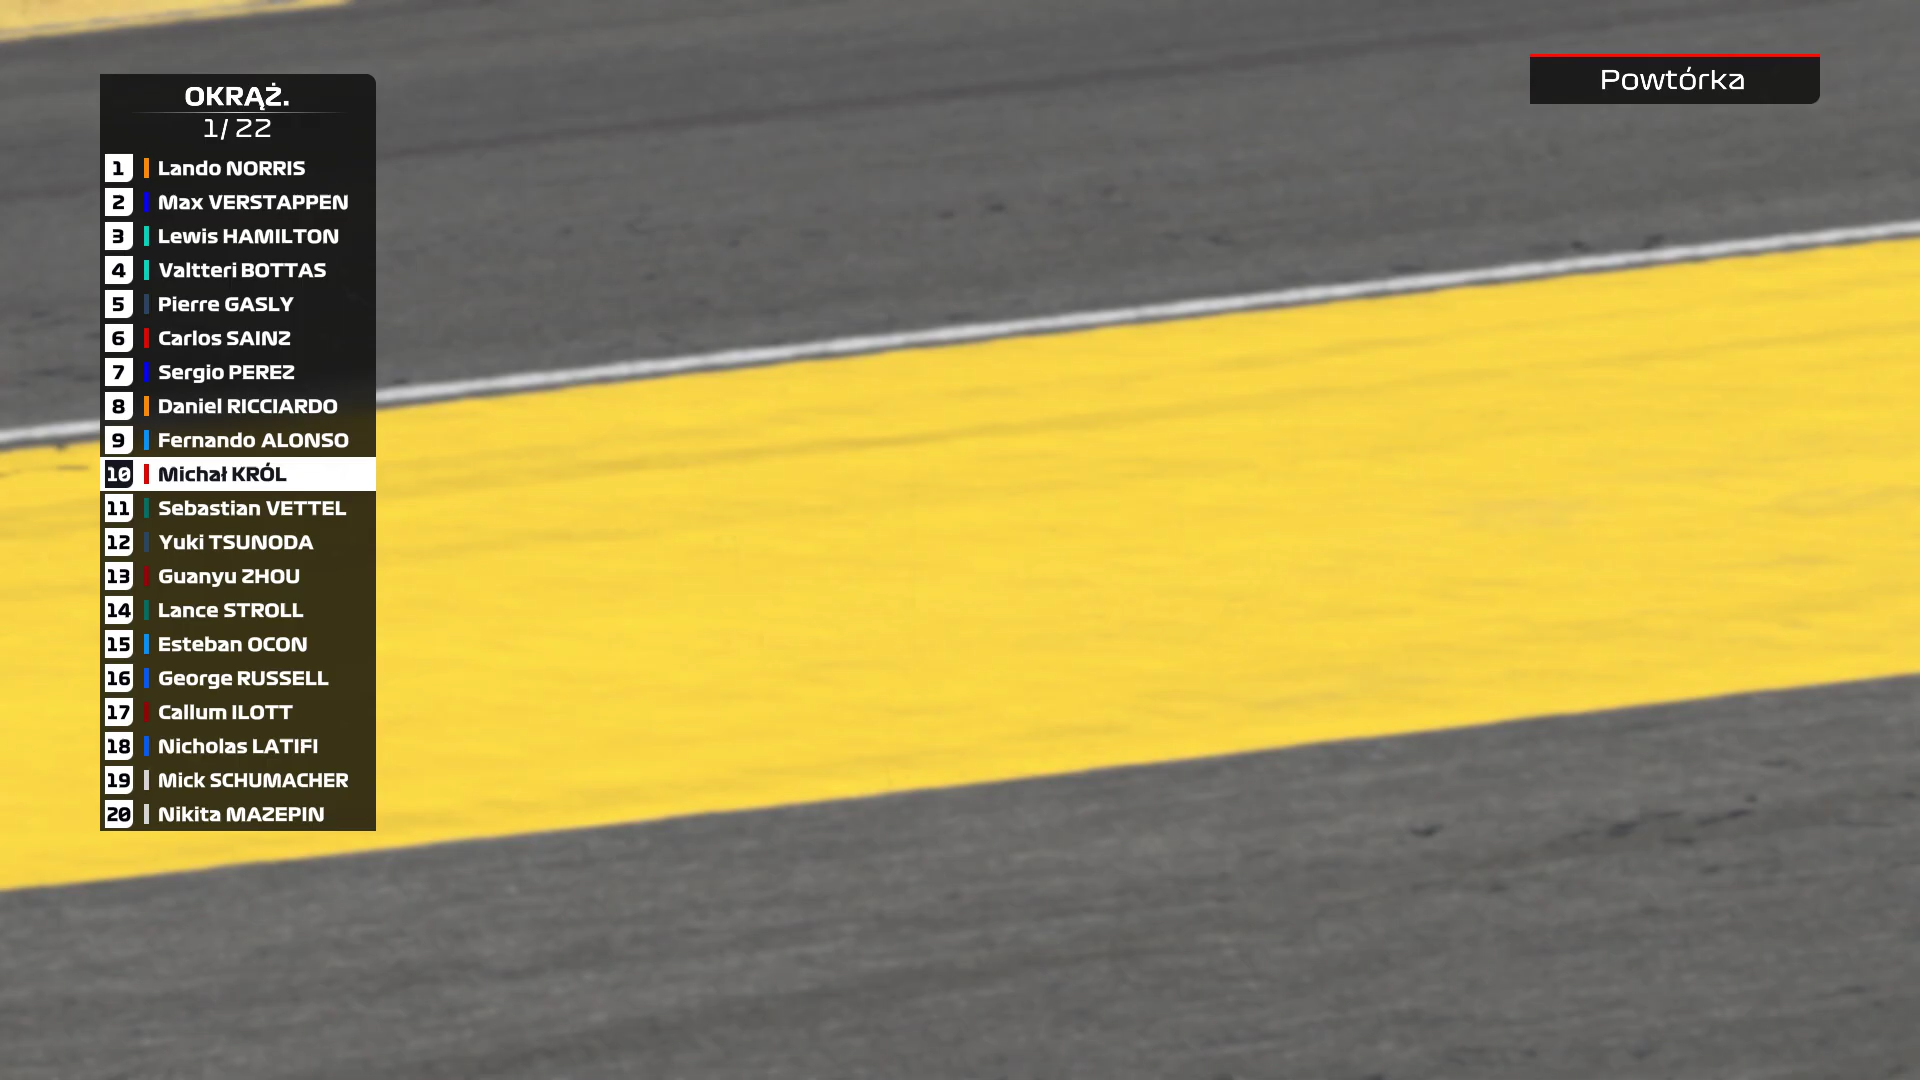 OKRĄŻ.
1/ 22
1 Lando NORRIS
2 Max VERSTAPPEN
3 Lewis HAMILTON
4 Valtteri BOTTAS
5 Pierre GASLY
6 Carlos SAINZ
7 Sergio PEREZ
8 Daniel RICCIARDO
9 Fernando ALONSO
10 Michał KRÓL
11 Sebastian VETTEL
12 Yuki TSUNODA
13 Guanyu ZHOU
14 Lance STROLL
15 Esteban OCON
16 George RUSSELL
17 Callum ILOTT
18 Nicholas LATIFI
19 Mick SCHUMACHER
20 Nikita MAZEPIN
Powtórka